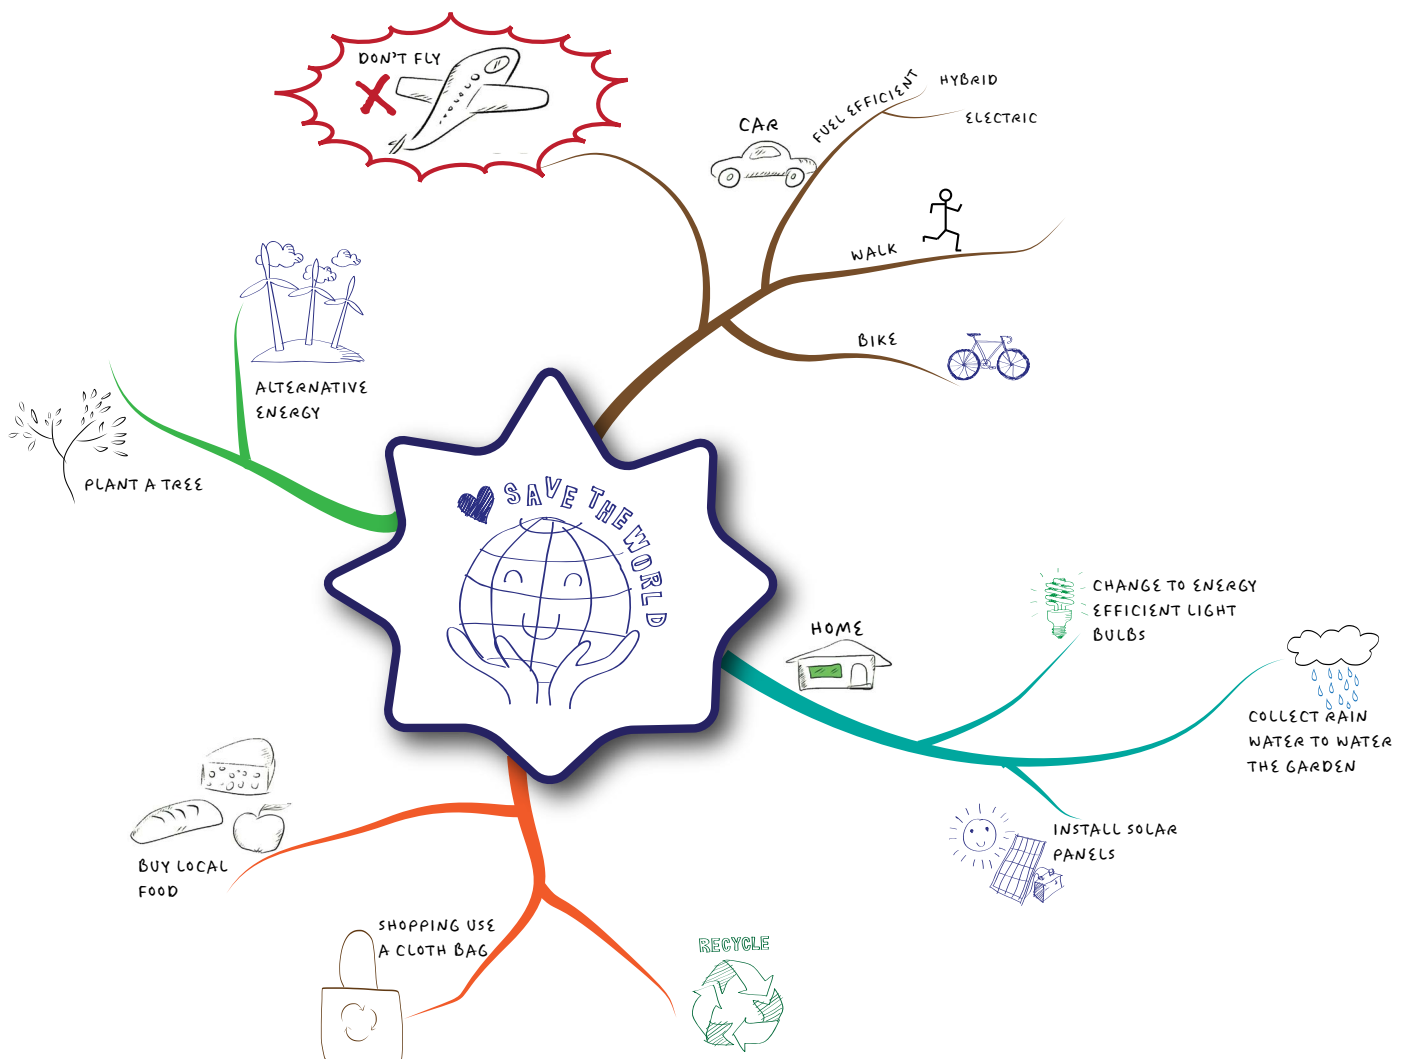 DON'T FLY
CAR
FUEL EFFICIENT
HYBRID
ELECTRIC
WALK
BIKE
ALTERNATIVE
ENERGY
PLANT A TREE
SAVE THE WORLD
HOME
CHANGE TO ENERGY
EFFICIENT LIGHT
BULBS
COLLECT RAIN
WATER TO WATER
THE GARDEN
INSTALL SOLAR
PANELS
BUY LOCAL
FOOD
SHOPPING USE
A CLOTH BAG
RECYCLE